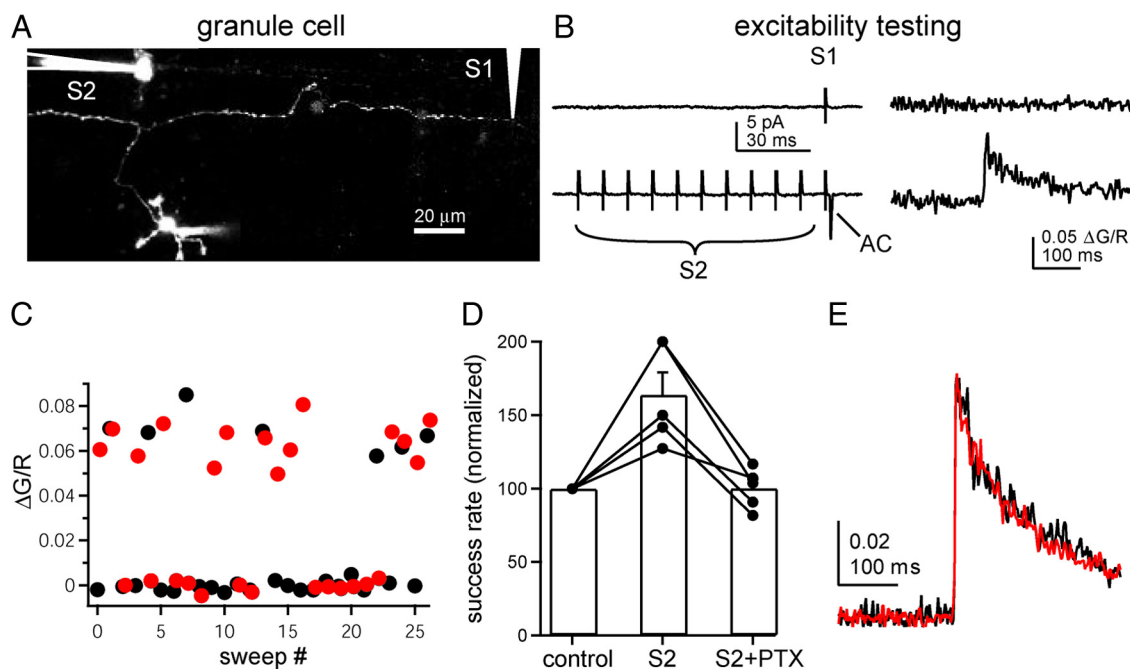 A
granule cell
S2
S1
20 μm
B
excitability testing
S1
5 pA
30 ms
S2
AC
0.05 ΔG/R
100 ms
C
ΔG/R
0.08
0.06
0.04
0.02
0
0
5
10
15
20
25
sweep #
D
success rate (normalized)
200
150
100
50
0
control
S2
S2+PTX
E
0.02
100 ms